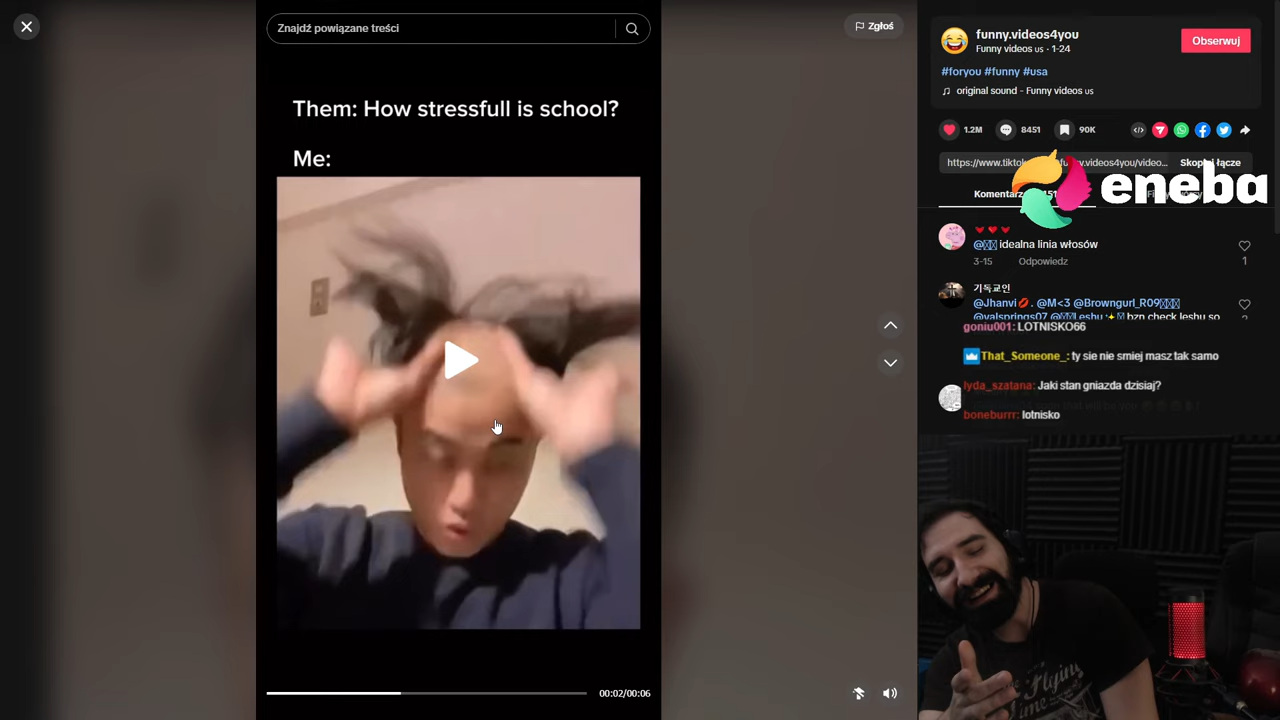 Znajdź powiązane treści
Zgłoś
Them: How stressfull is school?
Me:
00:02/00:06
funny.videos4you
Funny videos us · 1-24
Obserwuj
#foryou #funny #usa
original sound - Funny videos us
1.2M
8451
90K
Skopiuj łącze
eneba
idealna linia włosów
3-15 Odpowiedz
1
기독교인
@Jhanvi💋. @M<3 @Browngurl_R09
goniu001: LOTNISKO66
That_Someone_: ty sie nie smiej masz tak samo
lyda_szatana: Jaki stan gniazda dzisiaj?
boneburrr: lotnisko